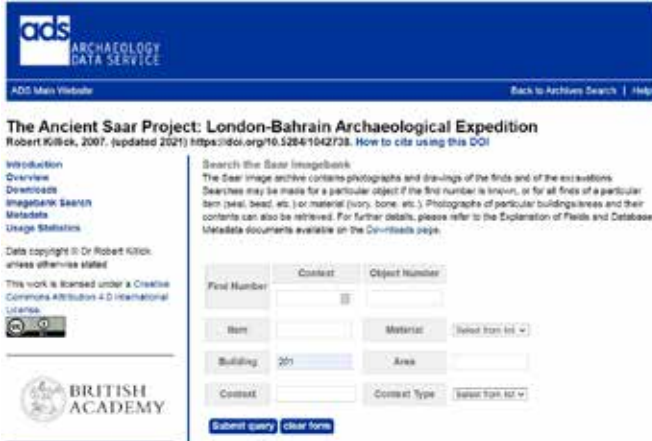 ads
ARCHAEOLOGY
DATA SERVICE
ADS Main Website
Back to Archives Search | Help
The Ancient Saar Project: London-Bahrain Archaeological Expedition
Robert Killick, 2007. (updated 2021) https://doi.org/10.5284/1042738. How to cite using this DOI
Introduction
Overview
Downloads
Imagebank Search
Metadata
Usage Statistics
Data copyright © Dr Robert Killick
unless otherwise stated
This work is licensed under a Creative
Commons Attribution 4.0 International
License.
BRITISH
ACADEMY
Search the Saar Imagebank
The Saar image archive contains photographs and drawings of the finds and of the excavations.
Searches may be made for a particular object if the find number is known, or for all finds of a particular
item (seal, bead, etc.) or material (ivory, bone, etc.). Photographs of particular buildings/areas and their
contents can also be retrieved. For further details, please refer to the Explanation of Fields and Database
Metadata documents available on the Downloads page.
Find Number
Context
Object Number
Item
Material
Select from list
Building
201
Area
Context
Context Type
Select from list
Submit query
clear form